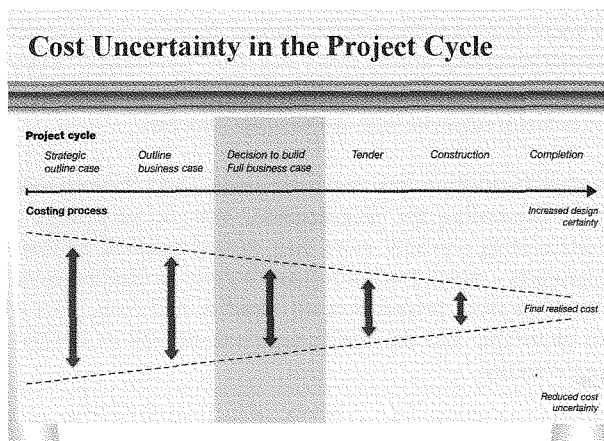 Cost Uncertainty in the Project Cycle
Project cycle
Strategic
outline case
Outline
business case
Decision to build
Full business case
Tender
Construction
Completion
Costing process
Increased design
certainty
Final realised cost
Reduced cost
uncertainty